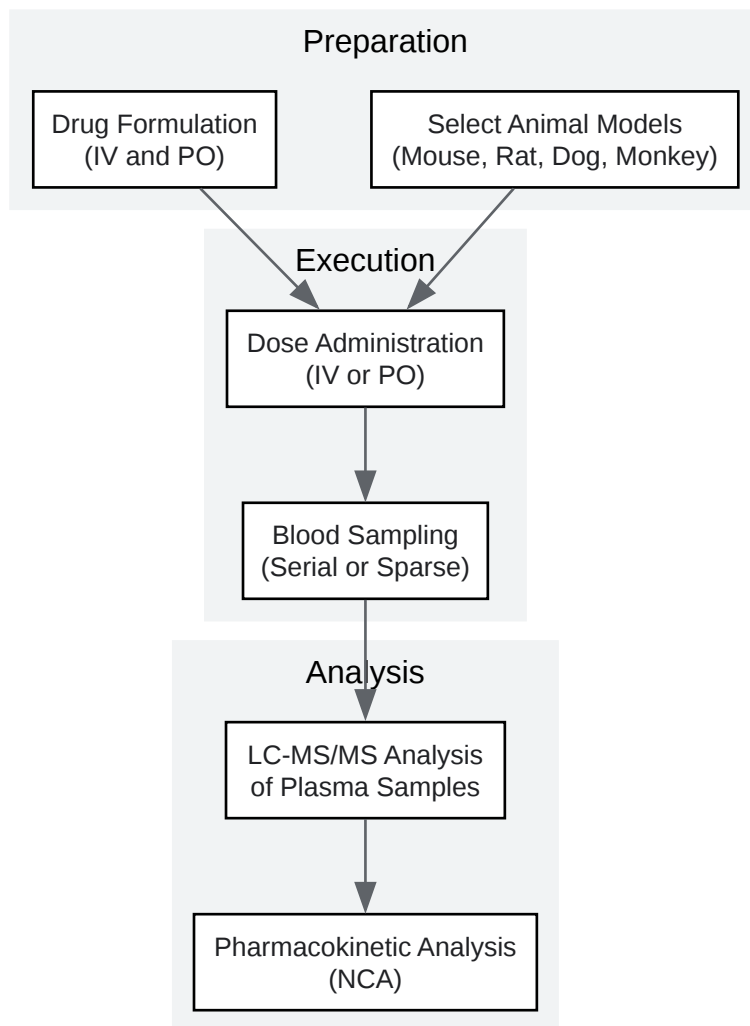 Preparation
Drug Formulation
(IV and PO)
Select Animal Models
(Mouse, Rat, Dog, Monkey)
Execution
Dose Administration
(IV or PO)
Blood Sampling
(Serial or Sparse)
Analysis
LC-MS/MS Analysis
of Plasma Samples
Pharmacokinetic Analysis
(NCA)